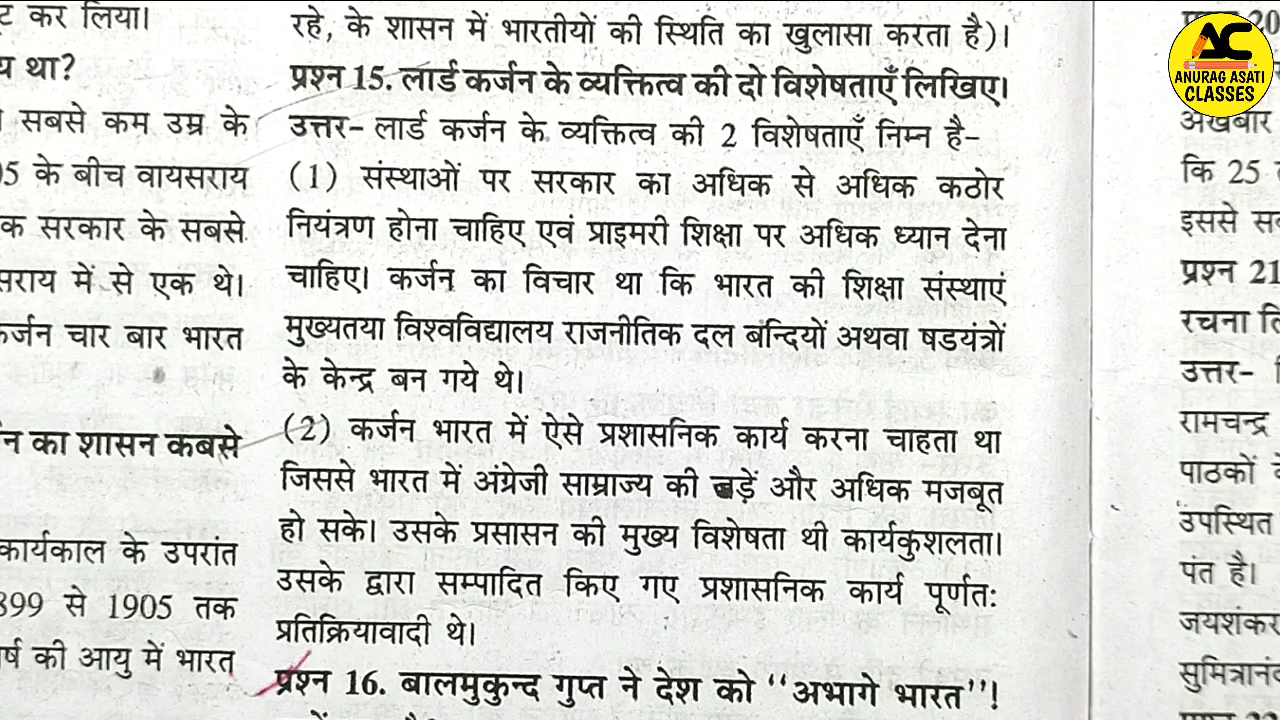 ट कर लिया।
य था?
सबसे कम उम्र के
05 के बीच वायसराय
क सरकार के सबसे
सराय में से एक थे।
कर्जन चार बार भारत
न का शासन कबसे
कार्यकाल के उपरांत
899 से 1905 तक
र्ष की आयु में भारत
रहे, के शासन में भारतीयों की स्थिति का खुलासा करता है)।
प्रश्न 15. लार्ड कर्जन के व्यक्तित्व की दो विशेषताएँ लिखिए।
उत्तर- लार्ड कर्जन के व्यक्तित्व की 2 विशेषताएँ निम्न है-
(1) संस्थाओं पर सरकार का अधिक से अधिक कठोर
नियंत्रण होना चाहिए एवं प्राइमरी शिक्षा पर अधिक ध्यान देना
चाहिए। कर्जन का विचार था कि भारत की शिक्षा संस्थाएं
मुख्यतया विश्वविद्यालय राजनीतिक दल बंन्दियों अथवा षडयंत्रों
के केन्द्र बन गये थे।
(2) कर्जन भारत में ऐसे प्रशासनिक कार्य करना चाहता था
जिससे भारत में अंग्रेजी साम्राज्य की जड़ें और अधिक मजबूत
हो सके। उसके प्रसासन की मुख्य विशेषता थी कार्यकुशलता।
उसके द्वारा सम्पादित किए गए प्रशासनिक कार्य पूर्णतः
प्रतिक्रियावादी थे।
प्रश्न 16. बालमुकुन्द गुप्त ने देश को "अभागे भारत"!
AC
ANURAG ASATI
CLASSES
अखबार
कि 25
इससे
प्रश्न 21
रचना
उत्तर-
रामचन्द्र
पाठकों
उपस्थित
पंत है।
जयशंकर
सुमित्रानंद